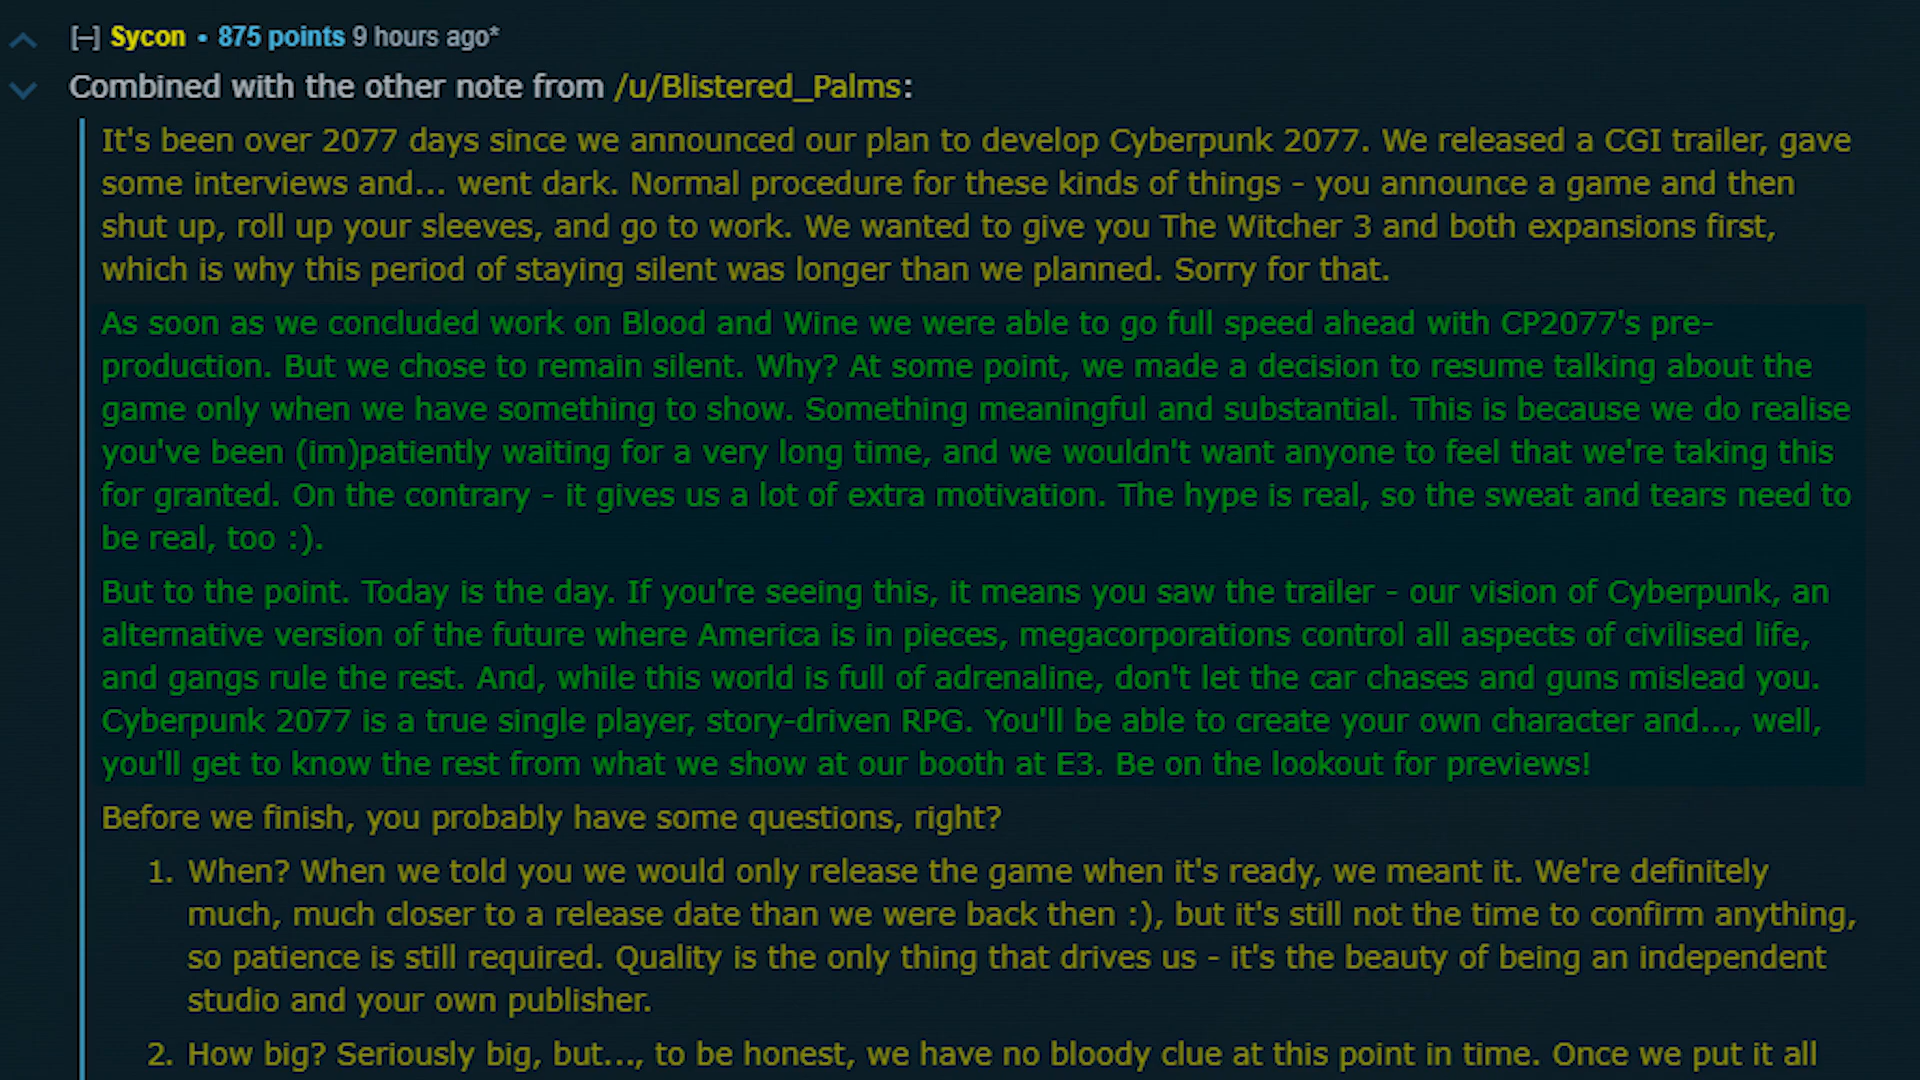 [–] Sycon • 875 points 9 hours ago*
Combined with the other note from /u/Blistered_Palms:
It's been over 2077 days since we announced our plan to develop Cyberpunk 2077. We released a CGI trailer, gave
some interviews and... went dark. Normal procedure for these kinds of things - you announce a game and then
shut up, roll up your sleeves, and go to work. We wanted to give you The Witcher 3 and both expansions first,
which is why this period of staying silent was longer than we planned. Sorry for that.
As soon as we concluded work on Blood and Wine we were able to go full speed ahead with CP2077's pre-
production. But we chose to remain silent. Why? At some point, we made a decision to resume talking about the
game only when we have something to show. Something meaningful and substantial. This is because we do realise
you've been (im)patiently waiting for a very long time, and we wouldn't want anyone to feel that we're taking this
for granted. On the contrary - it gives us a lot of extra motivation. The hype is real, so the sweat and tears need to
be real, too :).
But to the point. Today is the day. If you're seeing this, it means you saw the trailer - our vision of Cyberpunk, an
alternative version of the future where America is in pieces, megacorporations control all aspects of civilised life,
and gangs rule the rest. And, while this world is full of adrenaline, don't let the car chases and guns mislead you.
Cyberpunk 2077 is a true single player, story-driven RPG. You'll be able to create your own character and..., well,
you'll get to know the rest from what we show at our booth at E3. Be on the lookout for previews!
Before we finish, you probably have some questions, right?
1. When? When we told you we would only release the game when it's ready, we meant it. We're definitely
much, much closer to a release date than we were back then :), but it's still not the time to confirm anything,
so patience is still required. Quality is the only thing that drives us - it's the beauty of being an independent
studio and your own publisher.
2. How big? Seriously big, but..., to be honest, we have no bloody clue at this point in time. Once we put it all